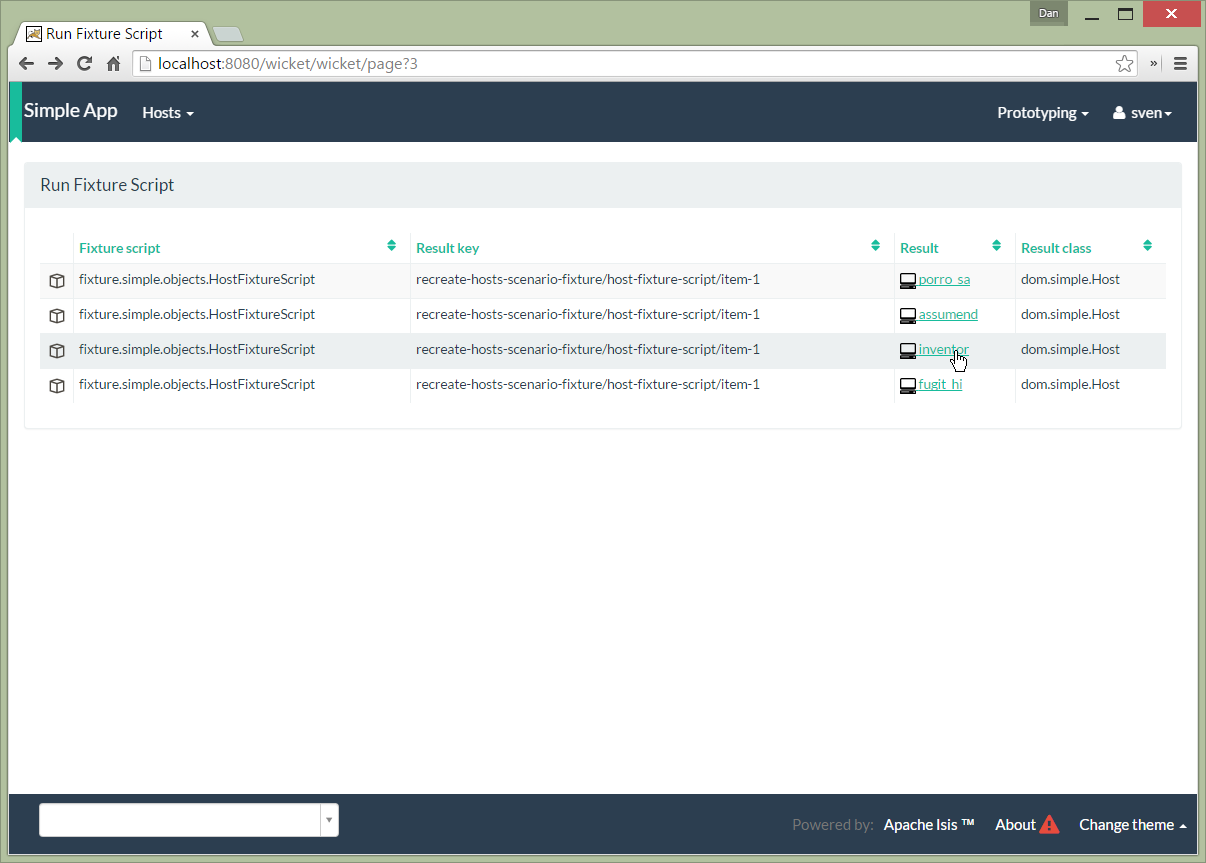 Dan
Run Fixture Script
localhost:8080/wicket/wicket/page?3
Simple App Hosts Prototyping sven
Run Fixture Script
Fixture script Result key Result Result class
fixture.simple.objects.HostFixtureScript recreate-hosts-scenario-fixture/host-fixture-script/item-1 porro_sa dom.simple.Host
fixture.simple.objects.HostFixtureScript recreate-hosts-scenario-fixture/host-fixture-script/item-1 assumend dom.simple.Host
fixture.simple.objects.HostFixtureScript recreate-hosts-scenario-fixture/host-fixture-script/item-1 inventor dom.simple.Host
fixture.simple.objects.HostFixtureScript recreate-hosts-scenario-fixture/host-fixture-script/item-1 fugit_hi dom.simple.Host
Powered by: Apache Isis ™ About Change theme